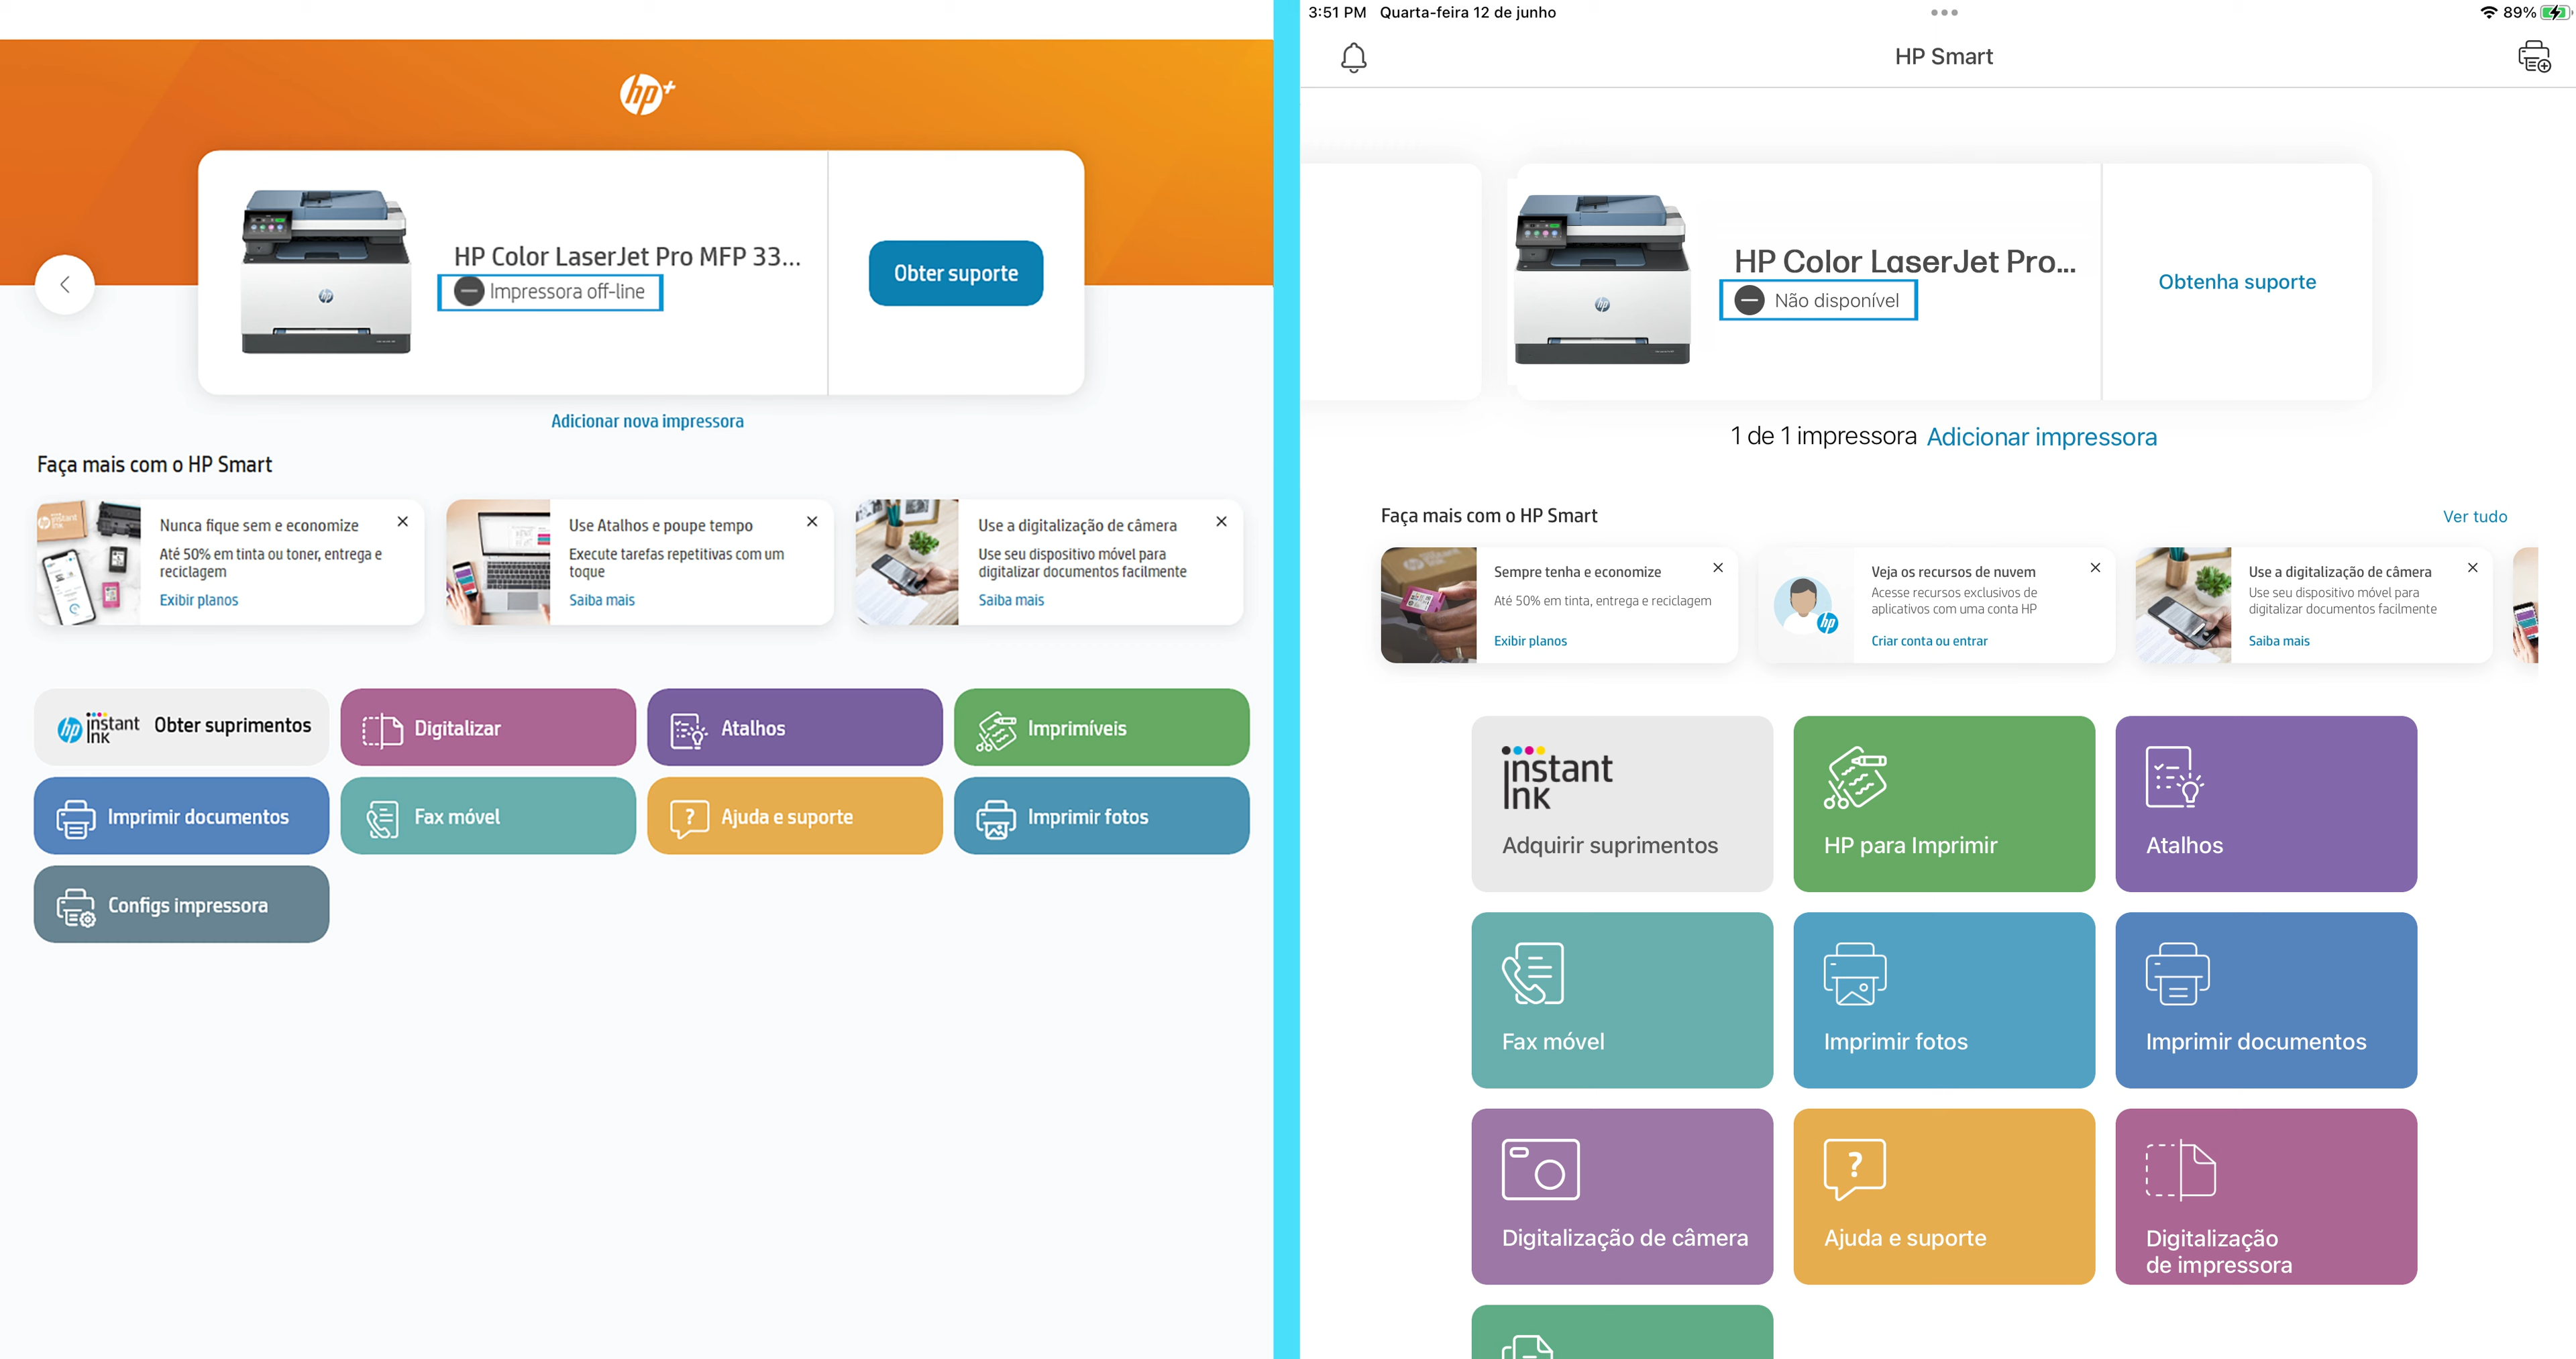 hp+
HP Color LaserJet Pro MFP 33...
Impressora off-line
Obter suporte
Adicionar nova impressora
Faça mais com o HP Smart
Nunca fique sem e economize
Até 50% em tinta ou toner, entrega e
reciclagem
Exibir planos
Use Atalhos e poupe tempo
Execute tarefas repetitivas com um
toque
Saiba mais
Use a digitalização de câmera
Use seu dispositivo móvel para
digitalizar documentos facilmente
Saiba mais
hp instant ink Obter suprimentos
Digitalizar
Atalhos
Imprimíveis
Imprimir documentos
Fax móvel
Ajuda e suporte
Imprimir fotos
Configs impressora
3:51 PM Quarta-feira 12 de junho
89%
HP Smart
HP Color LaserJet Pro...
Não disponível
Obtenha suporte
1 de 1 impressora Adicionar impressora
Faça mais com o HP Smart
Ver tudo
Sempre tenha e economize
Até 50% em tinta, entrega e reciclagem
Exibir planos
Veja os recursos de nuvem
Acesse recursos exclusivos de
aplicativos com uma conta HP
Criar conta ou entrar
hp
Use a digitalização de câmera
Use seu dispositivo móvel para
digitalizar documentos facilmente
Saiba mais
instant
ink
Adquirir suprimentos
HP para Imprimir
Atalhos
Fax móvel
Imprimir fotos
Imprimir documentos
Digitalização de câmera
Ajuda e suporte
Digitalização
de impressora